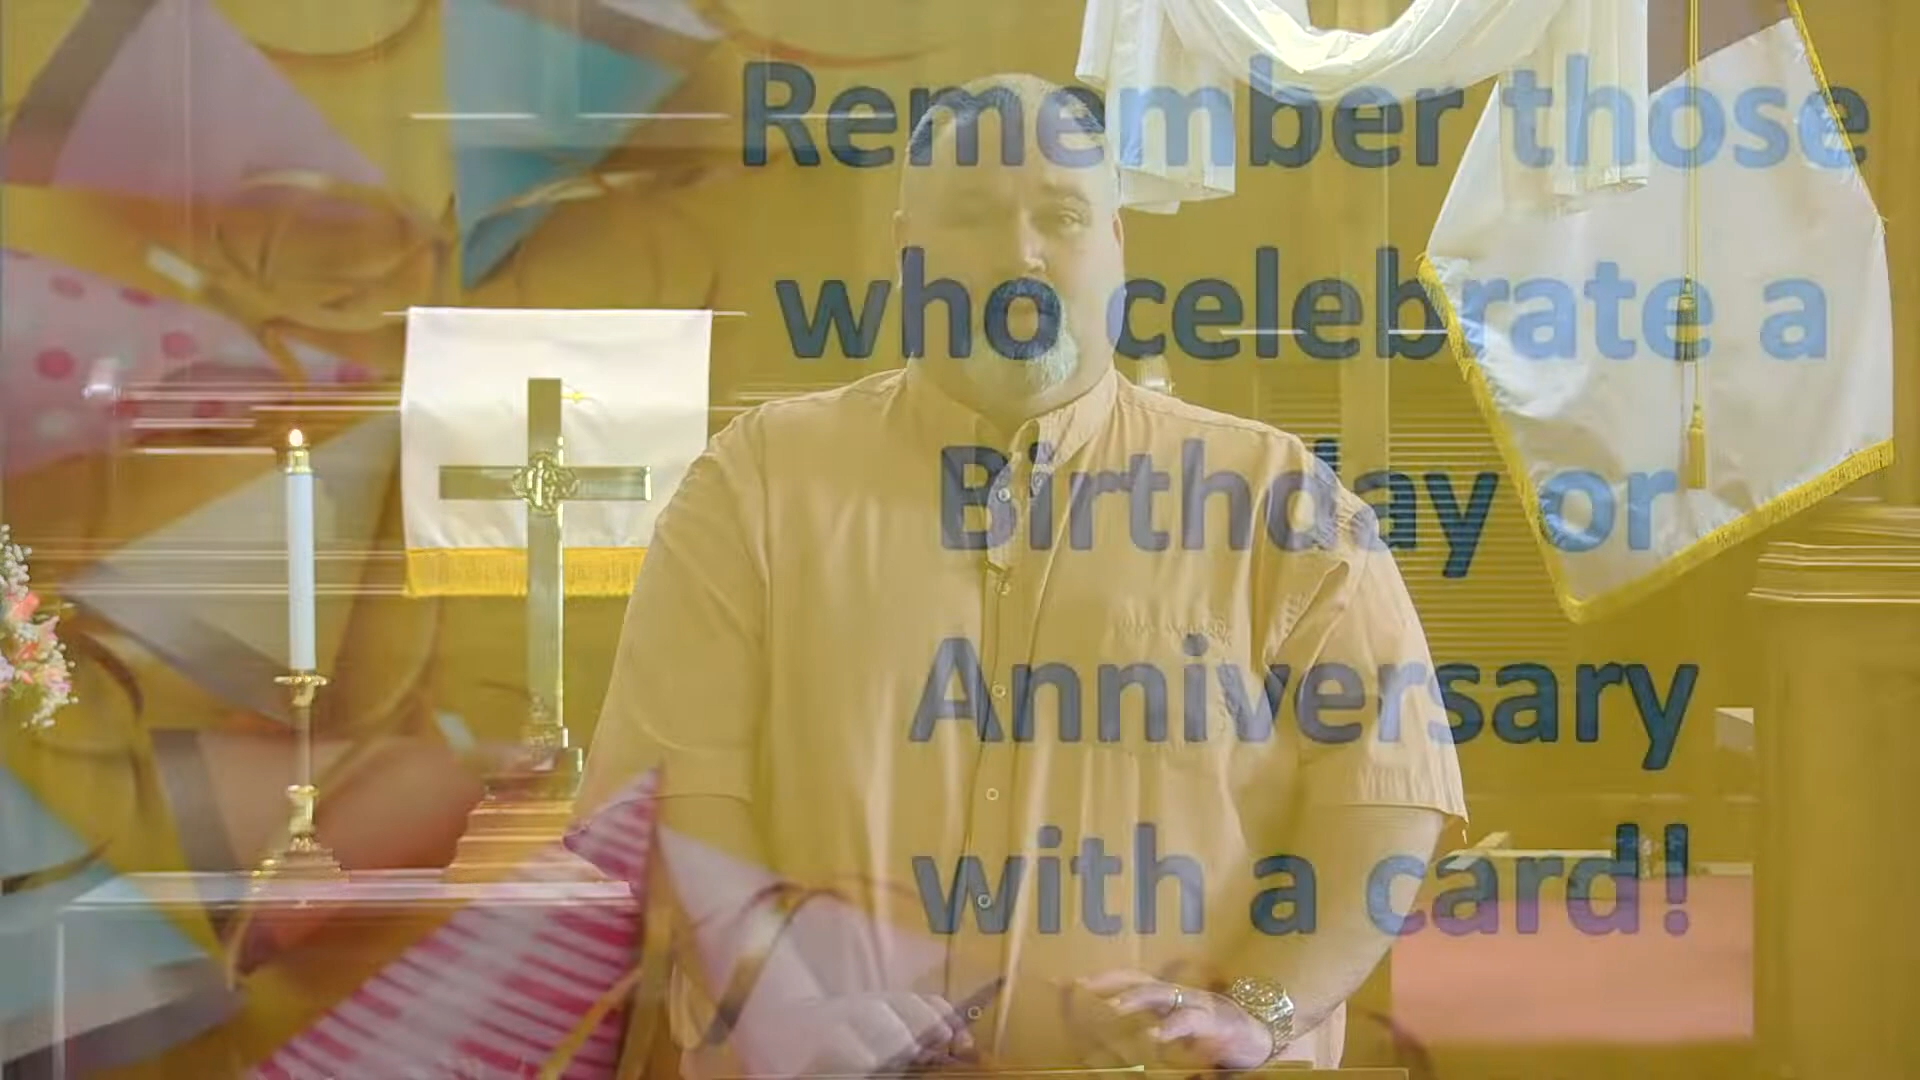 Remember those
who celebrate a
Birthday or
Anniversary
with a card!